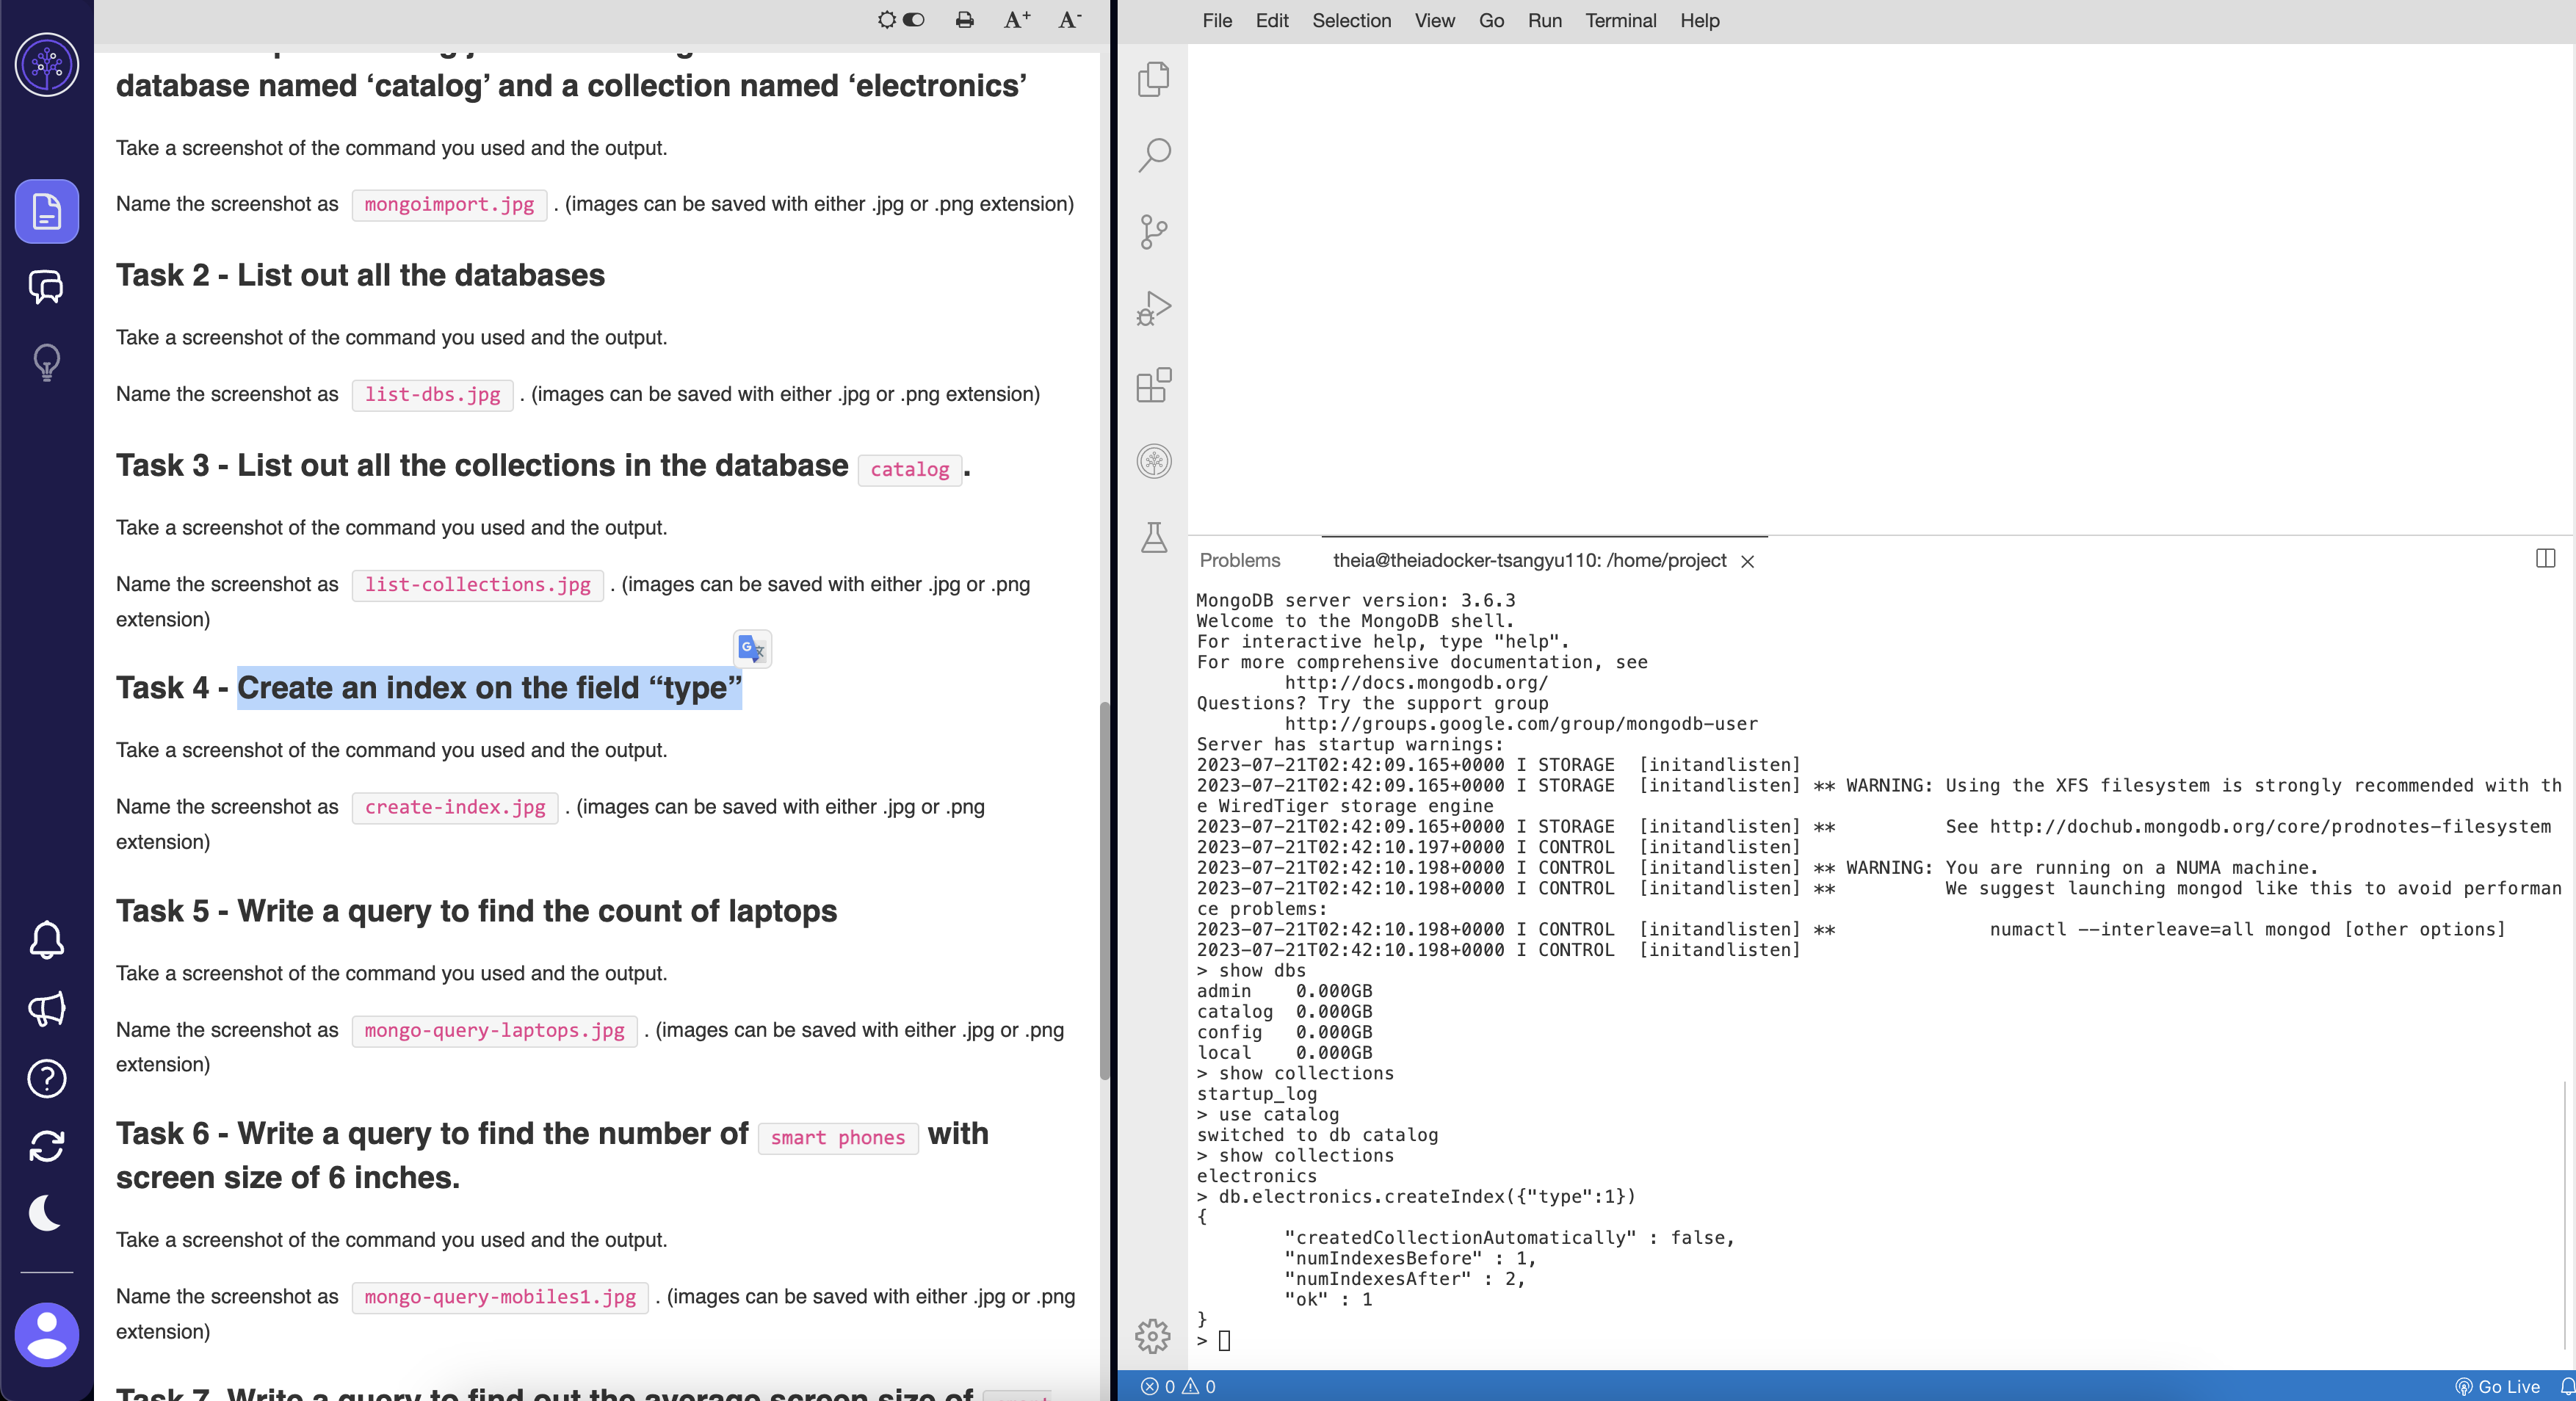 A+
A-
database named ‘catalog’ and a collection named ‘electronics’
Take a screenshot of the command you used and the output.
Name the screenshot as mongoimport.jpg . (images can be saved with either .jpg or .png extension)
Task 2 - List out all the databases
Take a screenshot of the command you used and the output.
Name the screenshot as list-dbs.jpg . (images can be saved with either .jpg or .png extension)
Task 3 - List out all the collections in the database catalog .
Take a screenshot of the command you used and the output.
Name the screenshot as list-collections.jpg . (images can be saved with either .jpg or .png
extension)
Task 4 - Create an index on the field “type”
Take a screenshot of the command you used and the output.
Name the screenshot as create-index.jpg . (images can be saved with either .jpg or .png
extension)
Task 5 - Write a query to find the count of laptops
Take a screenshot of the command you used and the output.
Name the screenshot as mongo-query-laptops.jpg . (images can be saved with either .jpg or .png
extension)
Task 6 - Write a query to find the number of smart phones with
screen size of 6 inches.
Take a screenshot of the command you used and the output.
Name the screenshot as mongo-query-mobiles1.jpg . (images can be saved with either .jpg or .png
extension)
Task 7. Write a query to find out the average screen size of
File Edit Selection View Go Run Terminal Help
Problems theia@theiadocker-tsangyu110: /home/project
MongoDB server version: 3.6.3
Welcome to the MongoDB shell.
For interactive help, type "help".
For more comprehensive documentation, see
http://docs.mongodb.org/
Questions? Try the support group
http://groups.google.com/group/mongodb-user
Server has startup warnings:
2023-07-21T02:42:09.165+0000 I STORAGE [initandlisten]
2023-07-21T02:42:09.165+0000 I STORAGE [initandlisten] ** WARNING: Using the XFS filesystem is strongly recommended with th
e WiredTiger storage engine
2023-07-21T02:42:09.165+0000 I STORAGE [initandlisten] ** See http://dochub.mongodb.org/core/prodnotes-filesystem
2023-07-21T02:42:10.197+0000 I CONTROL [initandlisten]
2023-07-21T02:42:10.198+0000 I CONTROL [initandlisten] ** WARNING: You are running on a NUMA machine.
2023-07-21T02:42:10.198+0000 I CONTROL [initandlisten] ** We suggest launching mongod like this to avoid performan
ce problems:
2023-07-21T02:42:10.198+0000 I CONTROL [initandlisten] ** numactl --interleave=all mongod [other options]
2023-07-21T02:42:10.198+0000 I CONTROL [initandlisten]
> show dbs
admin 0.000GB
catalog 0.000GB
config 0.000GB
local 0.000GB
> show collections
startup_log
> use catalog
switched to db catalog
> show collections
electronics
> db.electronics.createIndex({"type":1})
{
"createdCollectionAutomatically" : false,
"numIndexesBefore" : 1,
"numIndexesAfter" : 2,
"ok" : 1
}
>
0 0
Go Live